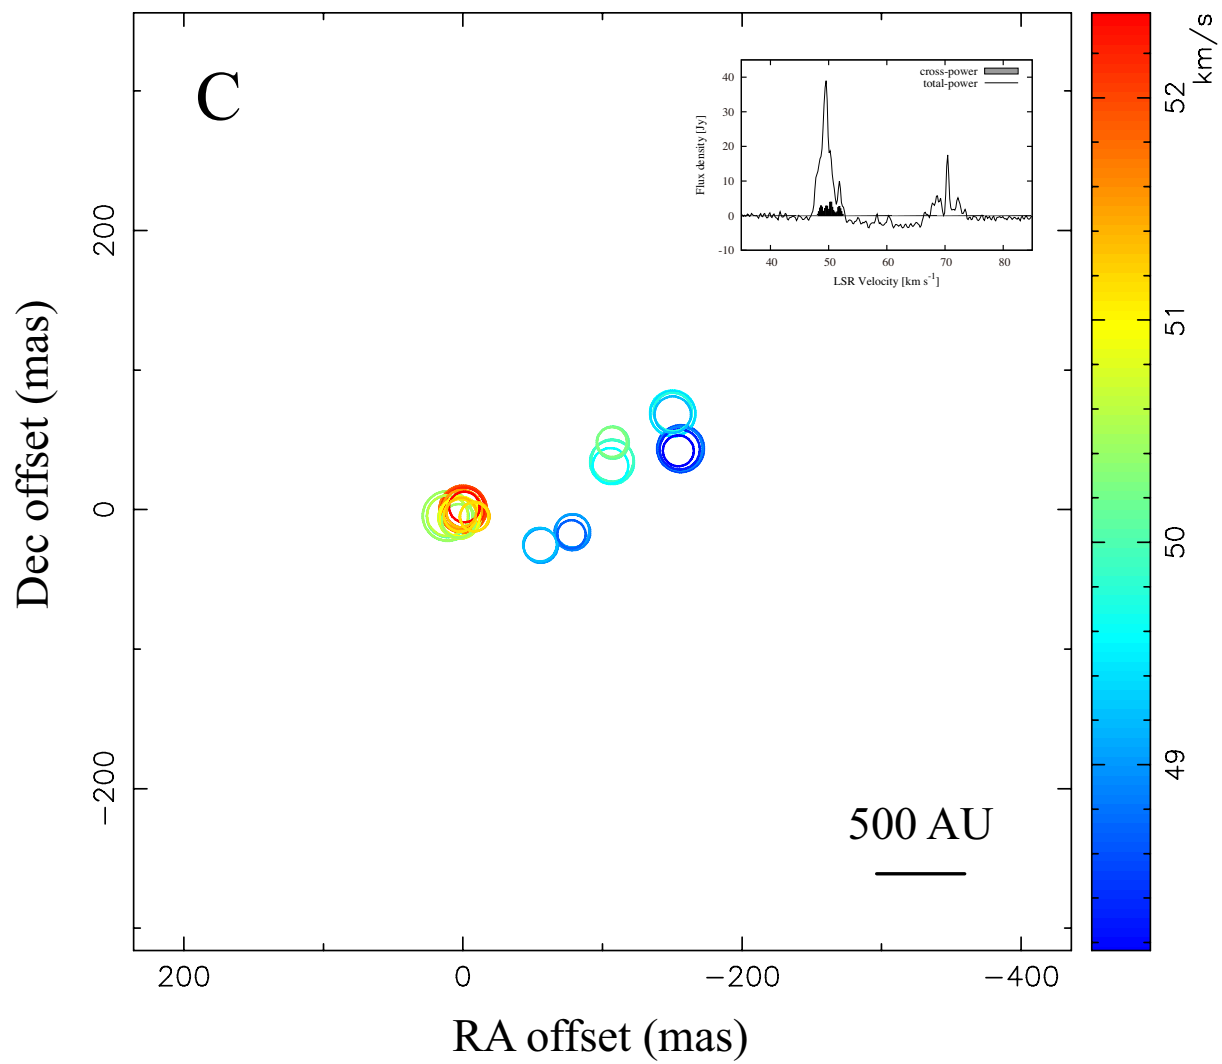 C
cross-power
total-power
Flux density [Jy]
40
30
20
10
0
-10
40
50
60
70
80
LSR Velocity [km s-1]
km/s
52
51
50
49
Dec offset (mas)
200
0
−200
500 AU
200
0
−200
−400
RA offset (mas)